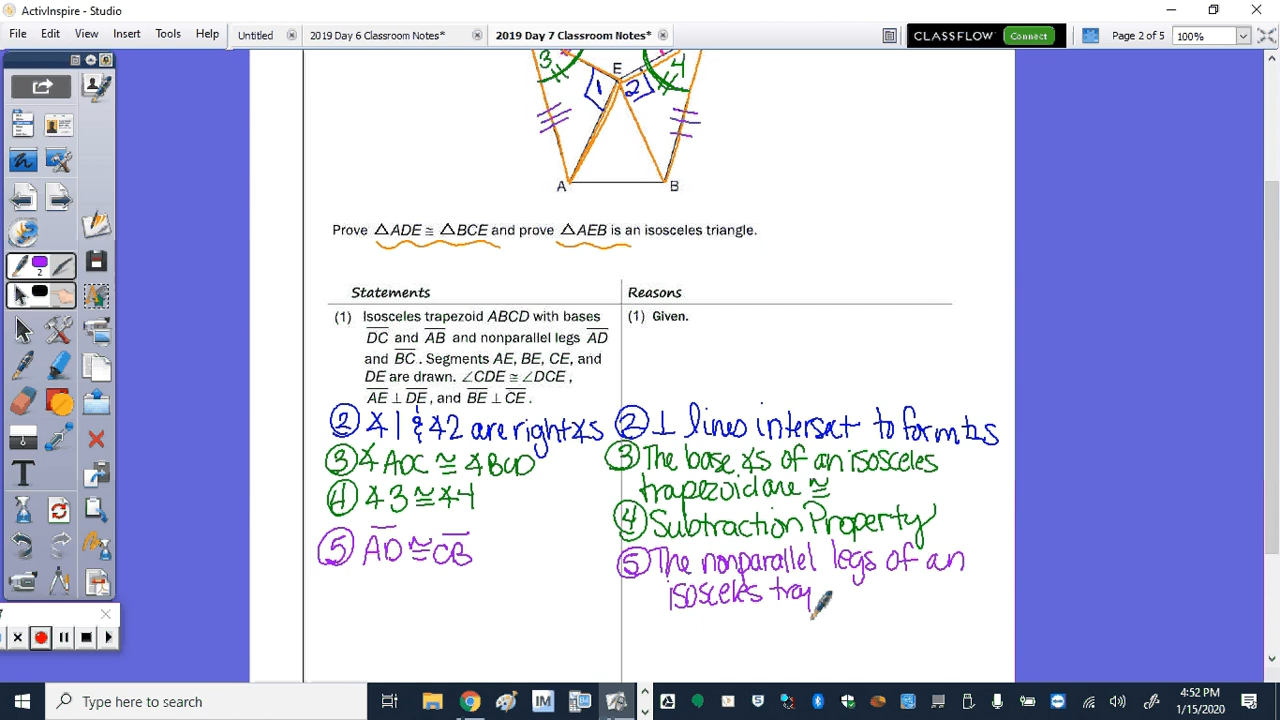 ActivInspire - Studio
File Edit View Insert Tools Help Untitled 2019 Day 6 Classroom Notes* 2019 Day 7 Classroom Notes* CLASSFLOW Connect Page 2 of 5 100%
3 E 4
1 2
A B
Prove △ADE ≅ △BCE and prove △AEB is an isosceles triangle.
Statements Reasons
(1) Isosceles trapezoid ABCD with bases (1) Given.
DC and AB and nonparallel legs AD
and BC. Segments AE, BE, CE, and
DE are drawn. ∠CDE ≅ ∠DCE,
AE ⊥ DE, and BE ⊥ CE.
② ∡1 & ∡2 are right ∡s
③ ∡ADC ≅ ∡BCD
④ ∡3 ≅ ∡4
⑤ AD ≅ CB
② ⊥ lines intersect to form ⊾s
③ The base ∡s of an isosceles
trapezoid are ≅
④ Subtraction Property
⑤ The nonparallel legs of an
isosceles trap
2
T
Type here to search
IM
4:52 PM
1/15/2020